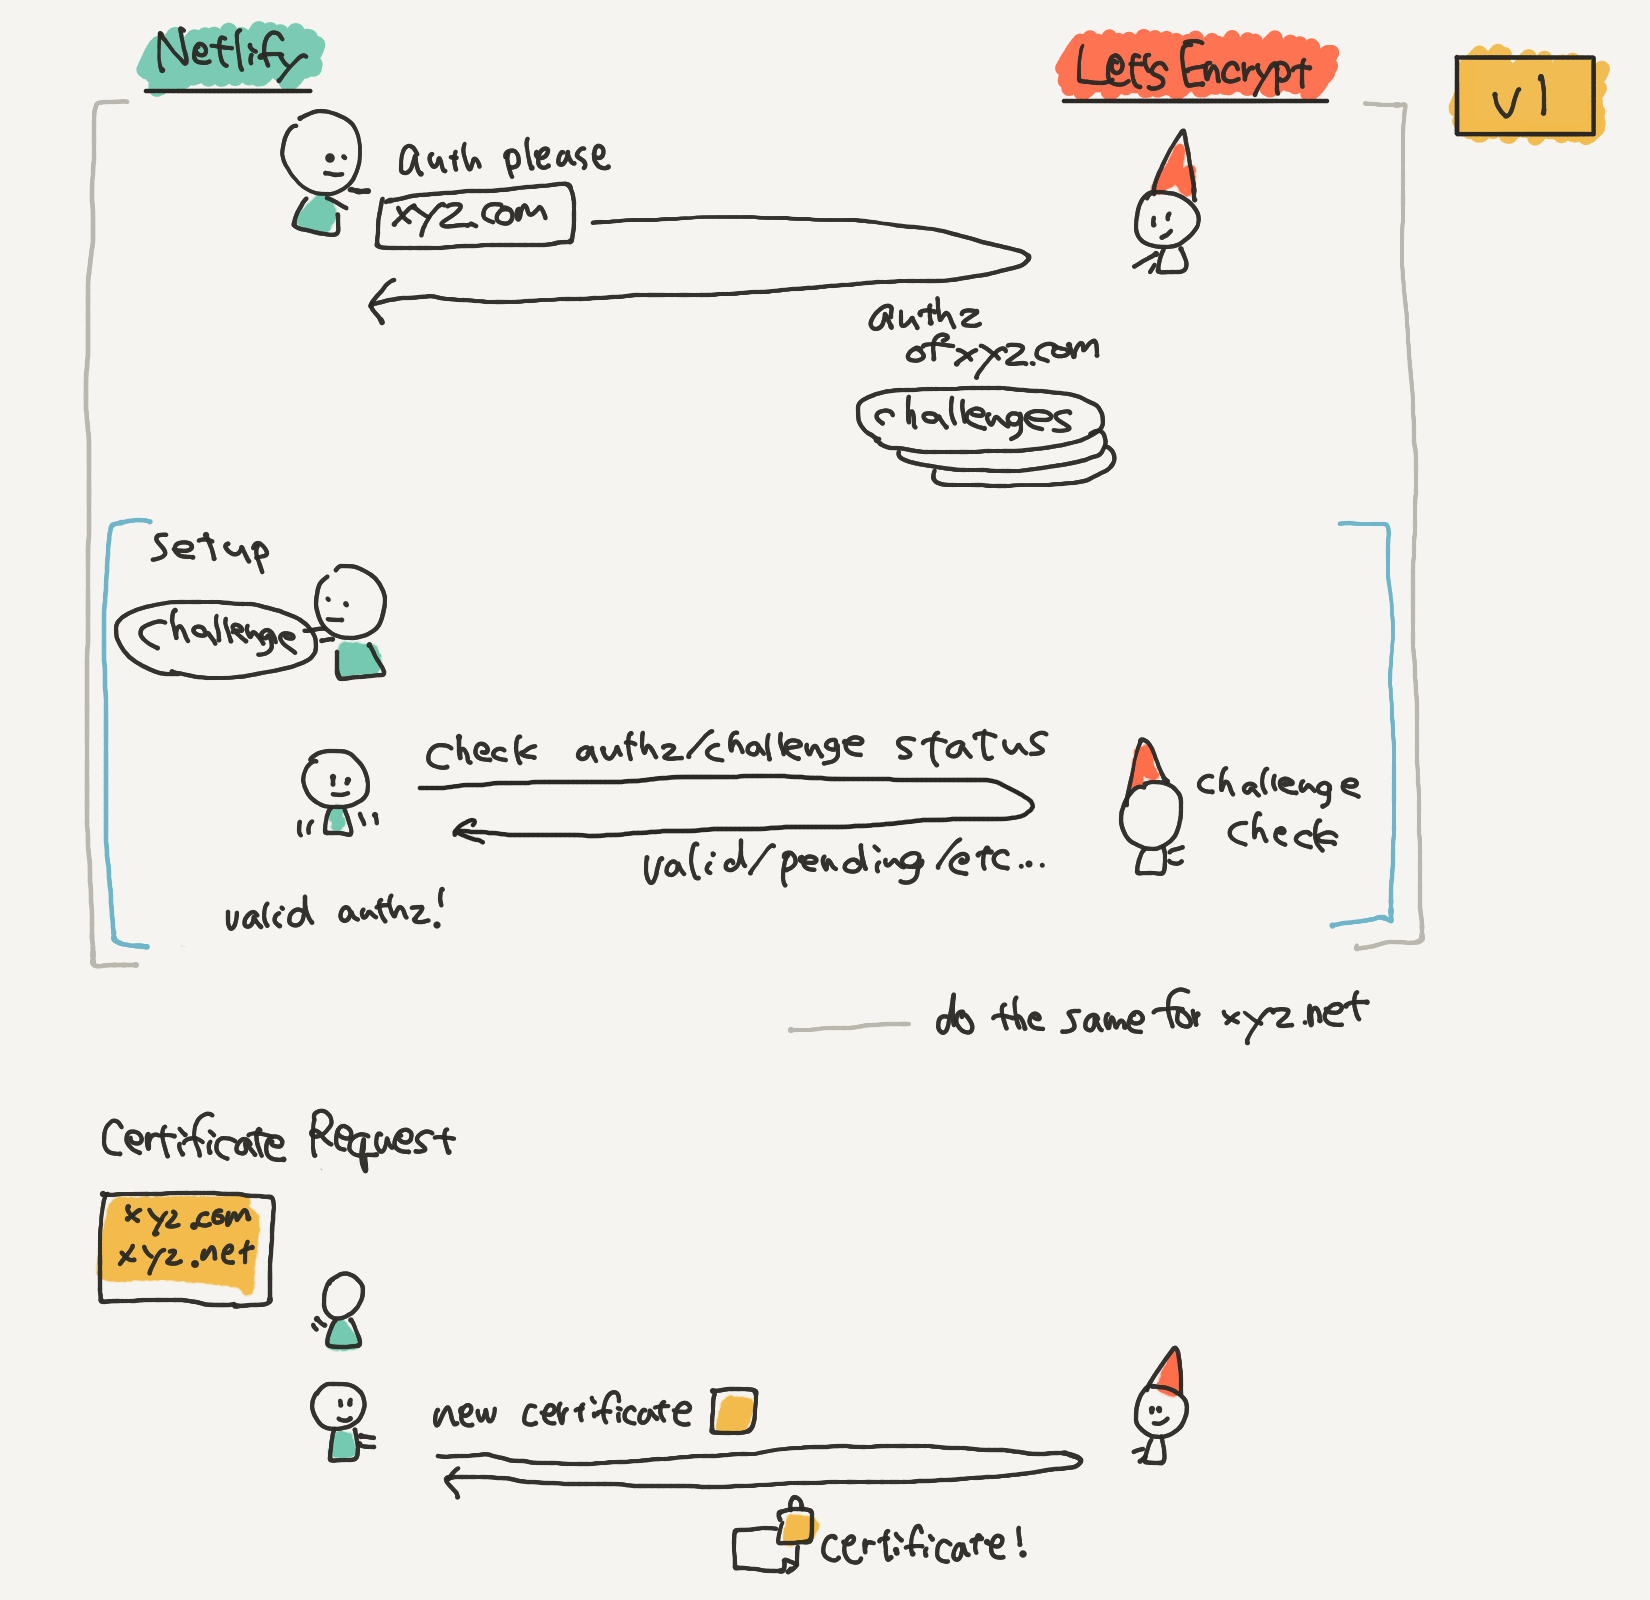 Netlify
Let's Encrypt
v1
auth please
xyz.com
authz
of xyz.com
challenges
setup
challenge
check authz/challenge status
challenge
check
valid/pending/etc...
valid authz!
do the same for xyz.net
Certificate Request
xyz.com
xyz.net
new certificate
certificate!